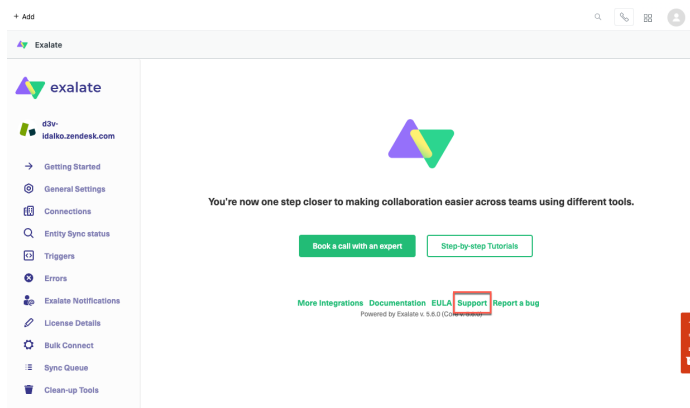 + Add
Exalate
exalate
d3v-
idalko.zendesk.com
Getting Started
General Settings
Connections
Entity Sync status
Triggers
Errors
Exalate Notifications
License Details
Bulk Connect
Sync Queue
Clean-up Tools
You're now one step closer to making collaboration easier across teams using different tools.
Book a call with an expert
Step-by-step Tutorials
More Integrations Documentation EULA Support Report a bug
Powered by Exalate v. 5.6.0 (Core v.